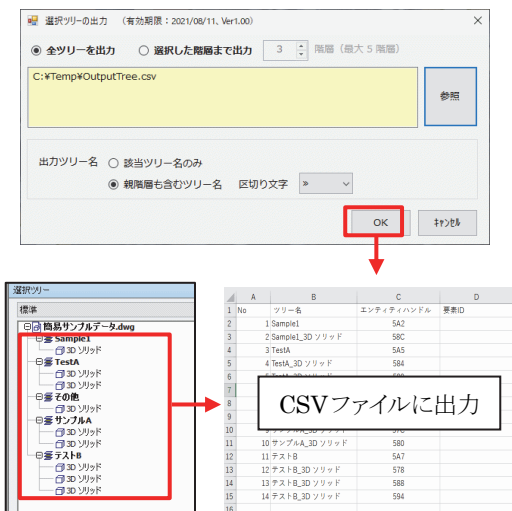 選択ツリーの出力 (有効期限：2021/08/11、Ver1.00)
全ツリーを出力 選択した階層まで出力 3 階層（最大 5 階層）
C:¥Temp¥OutputTree.csv
参照
出力ツリー名 該当ツリー名のみ
親階層も含むツリー名 区切り文字 »
OK ｷｬﾝｾﾙ
選択ツリー
標準
簡易サンプルデータ.dwg
Sample1
3D ソリッド
TestA
3D ソリッド
3D ソリッド
その他
3D ソリッド
サンプルA
3D ソリッド
3D ソリッド
テストB
3D ソリッド
3D ソリッド
3D ソリッド
A B C D
1 No ツリー名 エンティティハンドル 要素ID
2 1 Sample1 5A2
3 2 Sample1_3D ソリッド 58C
4 3 TestA 5A5
5 4 TestA_3D ソリッド 584
6
7
8
9
10
11 10 サンプルA_3D ソリッド 580
12 11 テストB 5A7
13 12 テストB_3D ソリッド 578
14 13 テストB_3D ソリッド 588
15 14 テストB_3D ソリッド 594
16
CSVファイルに出力